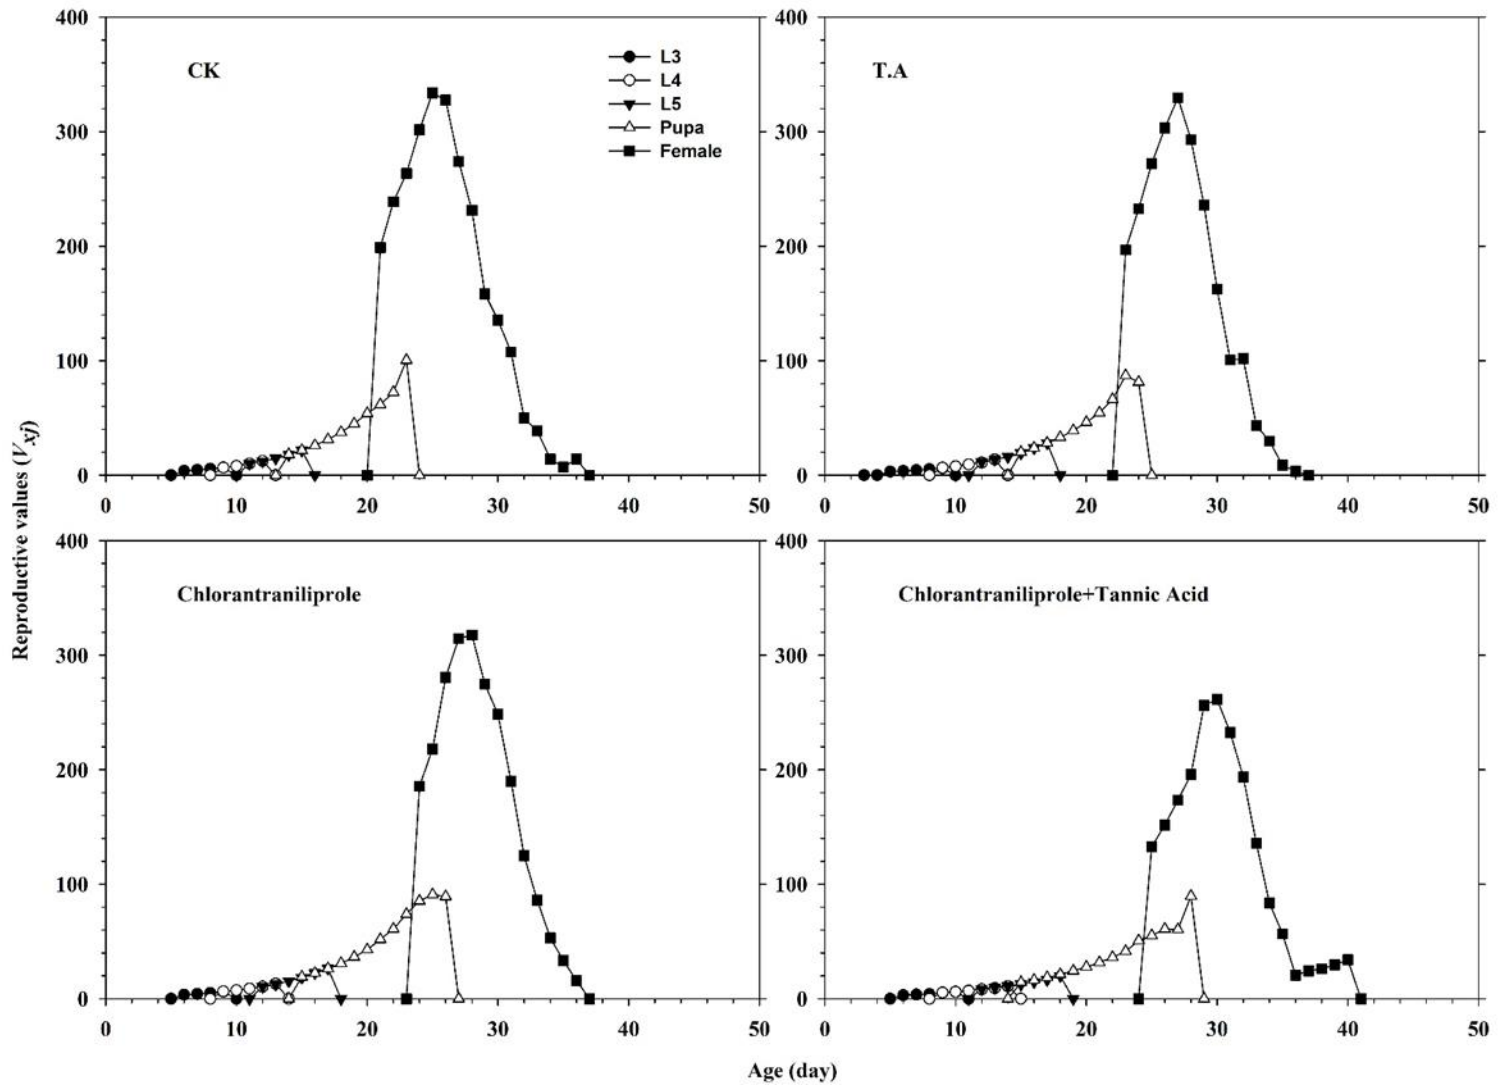 CK
L3
L4
L5
Pupa
Female
400
300
200
100
0
0 10 20 30 40 50
T.A
400
300
200
100
0
0 10 20 30 40 50
Reproductive values (Vxj)
Chlorantraniliprole
400
300
200
100
0
0 10 20 30 40 50
Chlorantraniliprole+Tannic Acid
400
300
200
100
0
0 10 20 30 40 50
Age (day)